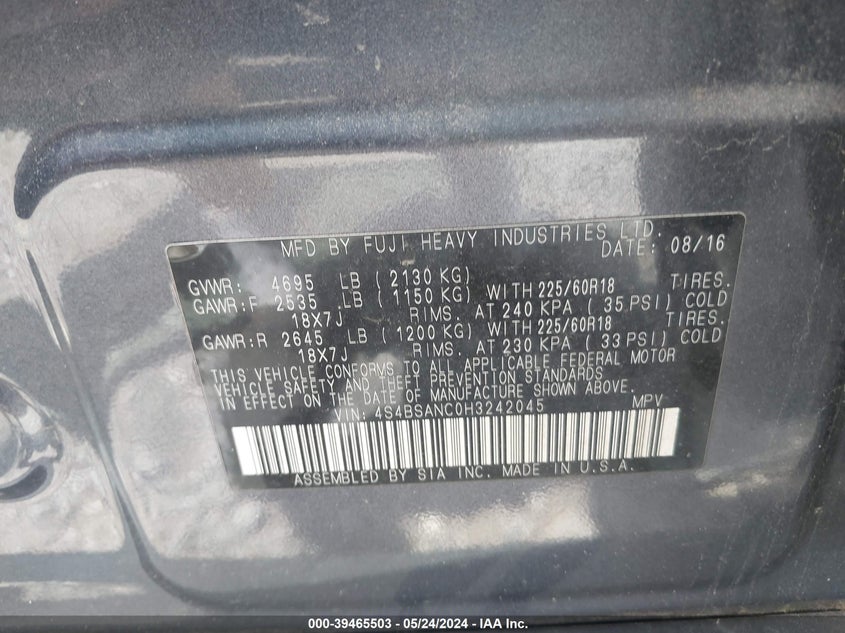 MFD BY FUJI HEAVY INDUSTRIES LTD.
DATE: 08/16
GVWR: 4695 LB (2130 KG)
GAWR:F 2535 LB (1150 KG) WITH 225/60R18 TIRES.
18X7J RIMS. AT 240 KPA ( 35 PSI) COLD
GAWR:R 2645 LB (1200 KG) WITH 225/60R18 TIRES.
18X7J RIMS. AT 230 KPA ( 33 PSI) COLD
THIS VEHICLE CONFORMS TO ALL APPLICABLE FEDERAL MOTOR
VEHICLE SAFETY AND THEFT PREVENTION STANDARDS
IN EFFECT ON THE DATE OF MANUFACTURE SHOWN ABOVE.
VIN: 4S4BSANC0H3242045 MPV
ASSEMBLED BY SIA INC. MADE IN U.S.A.
000-39465503 - 05/24/2024 - IAA Inc.